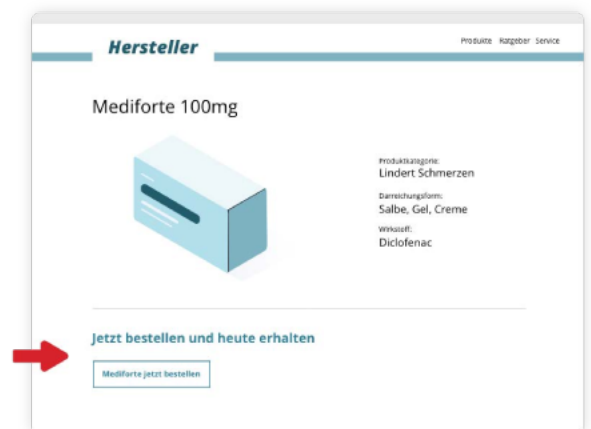 Hersteller
Produkte Ratgeber Service
Mediforte 100mg
Produktkategorie:
Lindert Schmerzen
Darreichungsform:
Salbe, Gel, Creme
Wirkstoff:
Diclofenac
Jetzt bestellen und heute erhalten
Mediforte jetzt bestellen